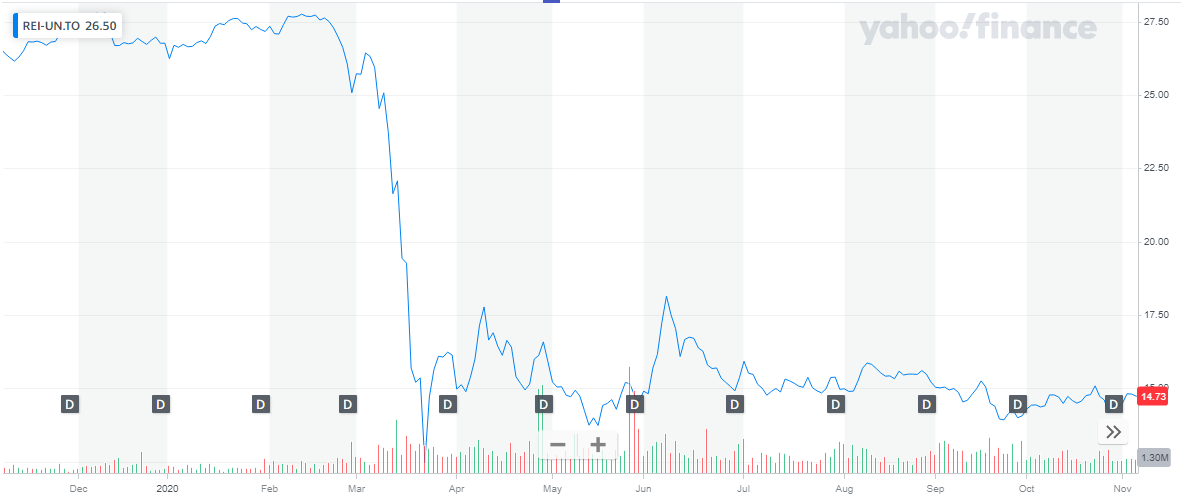 REI-UN.TO 26.50
yahoo!finance
27.50
25.00
22.50
20.00
17.50
15.00
14.73
D D D D D D D D D D D D
1.30M
Dec 2020 Feb Mar Apr May Jun Jul Aug Sep Oct Nov